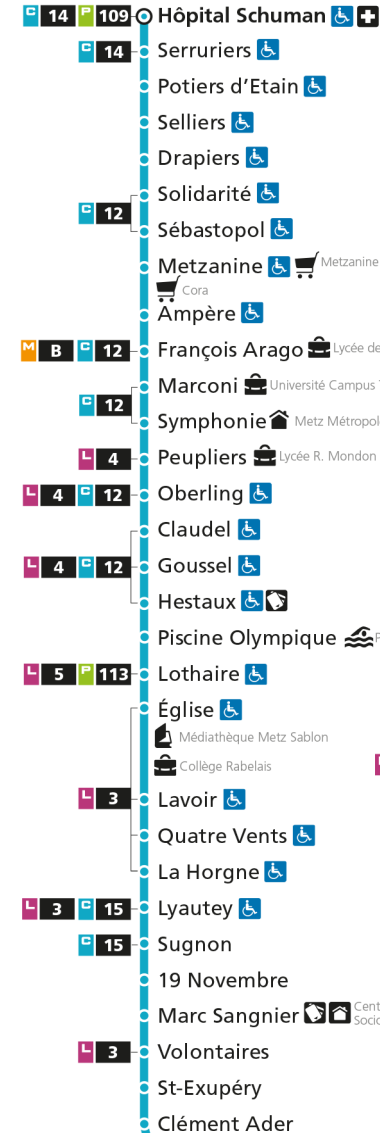 C 14 P 109 Hôpital Schuman
C 14 Serruriers
Potiers d'Etain
Selliers
Drapiers
Solidarité
C 12
Sébastopol
Metzanine Metzanine
Cora
Ampère
M B C 12 François Arago Lycée de
Marconi Université Campus
C 12
Symphonie Metz Métropol
L 4 Peupliers Lycée R. Mondon
L 4 C 12 Oberling
Claudel
L 4 C 12 Goussel
Hestaux
Piscine Olympique
L 5 P 113 Lothaire
Église
Médiathèque Metz Sablon
Collège Rabelais
L 3 Lavoir
Quatre Vents
La Horgne
L 3 C 15 Lyautey
C 15 Sugnon
19 Novembre
Marc Sangnier Cent
Socio
L 3 Volontaires
St-Exupéry
Clément Ader